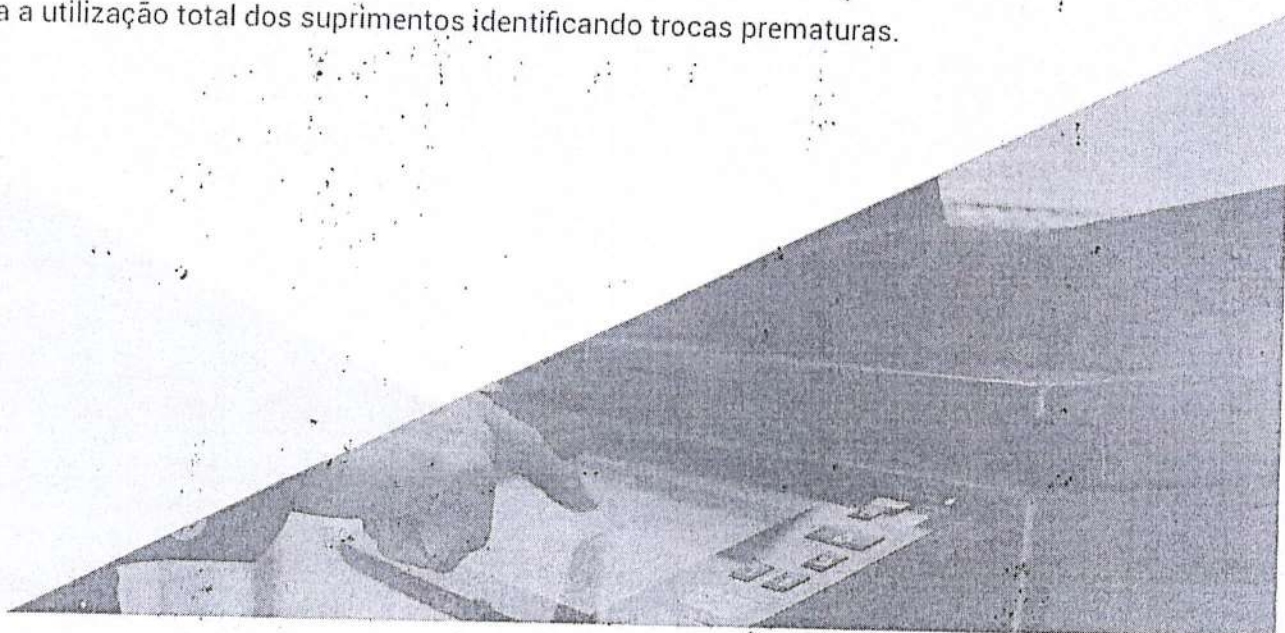 a a utilização total dos suprimentos identificando trocas prematuras.